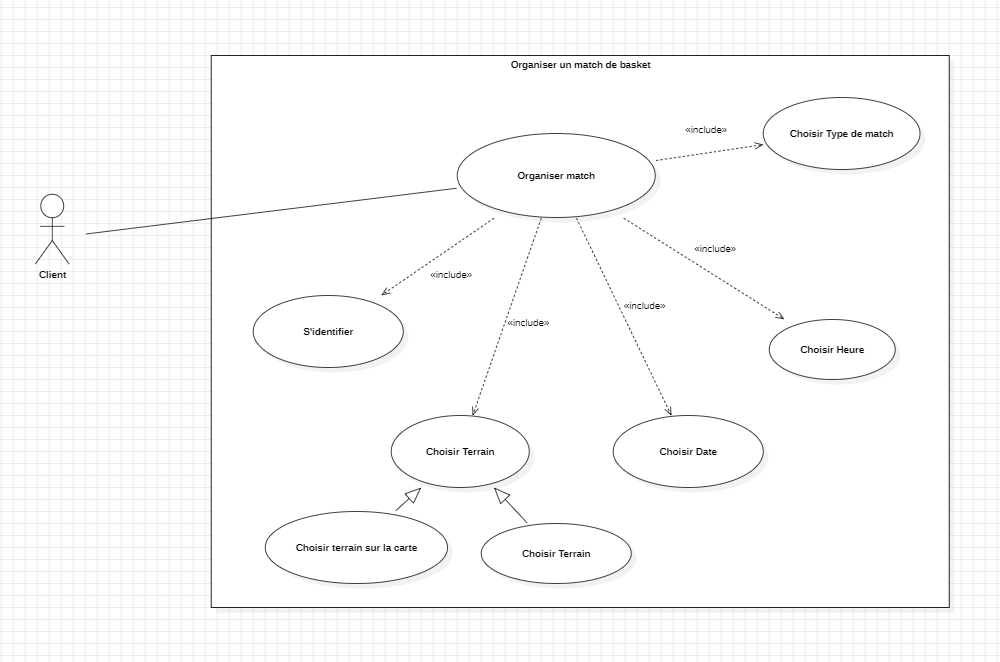 Organiser un match de basket
«include»
Choisir Type de match
Organiser match
Client
«include»
«include»
«include»
«include»
S'identifier
Choisir Heure
Choisir Terrain
Choisir Date
Choisir terrain sur la carte
Choisir Terrain